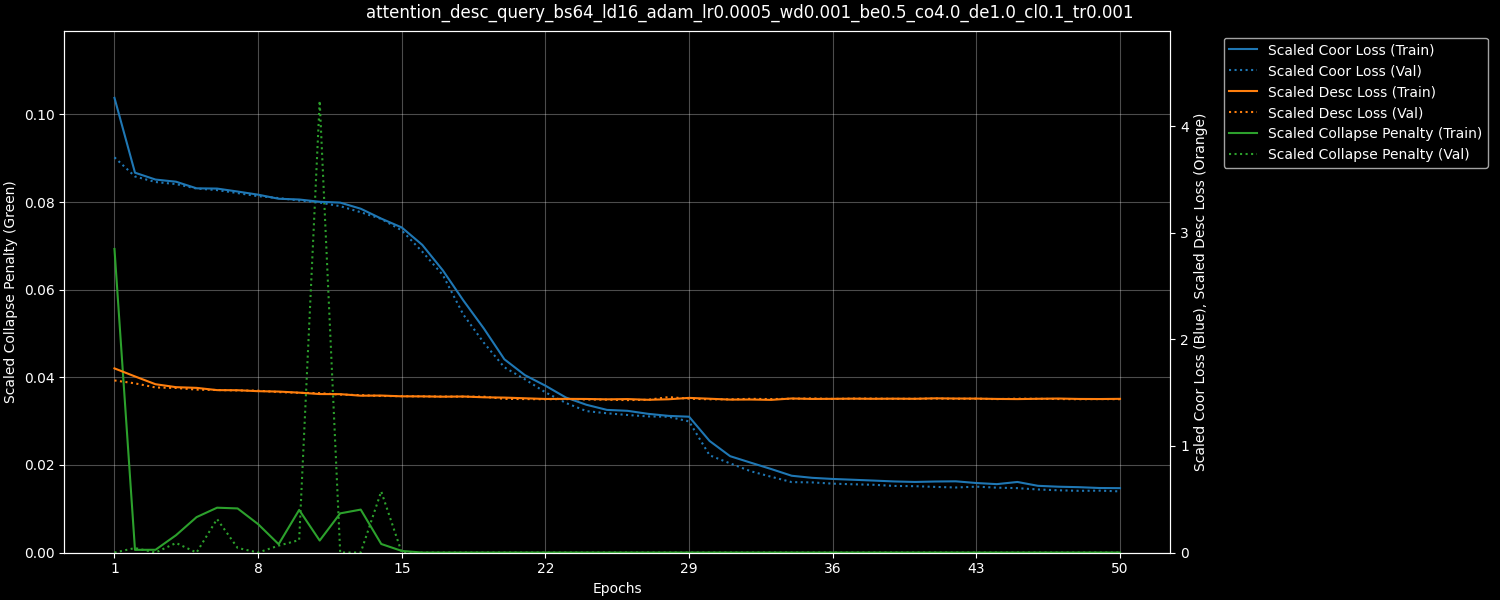 attention_desc_query_bs64_ld16_adam_lr0.0005_wd0.001_be0.5_co4.0_de1.0_cl0.1_tr0.001
Scaled Collapse Penalty (Green)
0.10
0.08
0.06
0.04
0.02
0.00
1
8
15
22
29
36
43
50
Epochs
4
3
2
1
0
Scaled Coor Loss (Blue), Scaled Desc Loss (Orange)
Scaled Coor Loss (Train)
Scaled Coor Loss (Val)
Scaled Desc Loss (Train)
Scaled Desc Loss (Val)
Scaled Collapse Penalty (Train)
Scaled Collapse Penalty (Val)